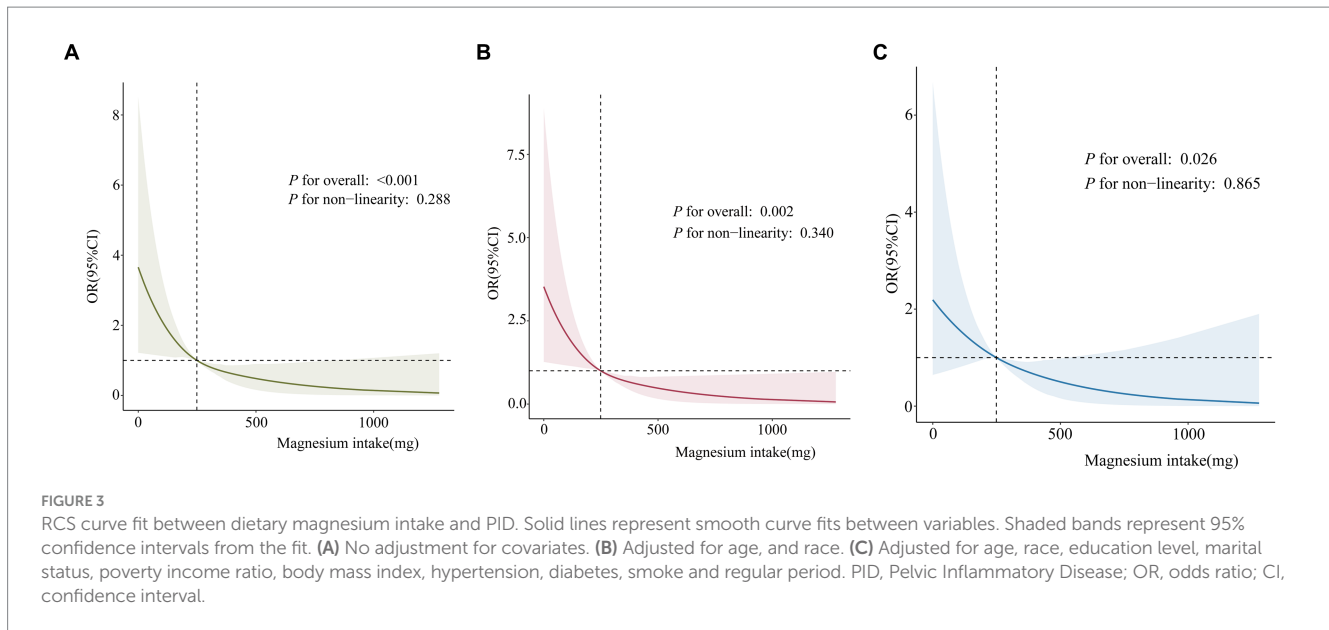 A
8
6
4
2
0
OR(95%CI)
P for overall: <0.001
P for non−linearity: 0.288
0
500
1000
Magnesium intake(mg)
B
7.5
5.0
2.5
0.0
OR(95%CI)
P for overall: 0.002
P for non−linearity: 0.340
0
500
1000
Magnesium intake(mg)
C
6
4
2
0
OR(95%CI)
P for overall: 0.026
P for non−linearity: 0.865
0
500
1000
Magnesium intake(mg)
FIGURE 3
RCS curve fit between dietary magnesium intake and PID. Solid lines represent smooth curve fits between variables. Shaded bands represent 95%
confidence intervals from the fit. (A) No adjustment for covariates. (B) Adjusted for age, and race. (C) Adjusted for age, race, education level, marital
status, poverty income ratio, body mass index, hypertension, diabetes, smoke and regular period. PID, Pelvic Inflammatory Disease; OR, odds ratio; CI,
confidence interval.